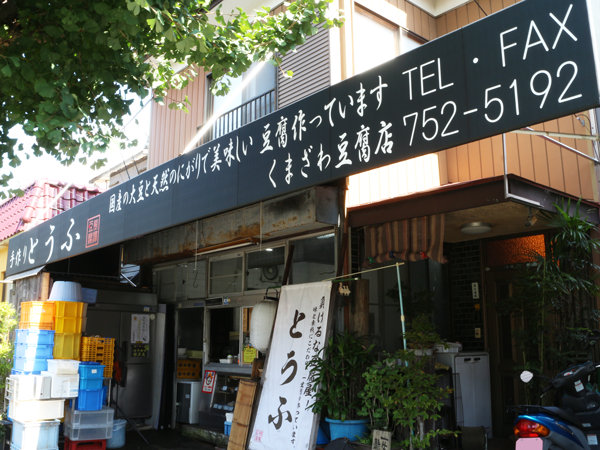 手作り とうふ
国産の大豆と天然のにがりで美味しい豆腐作っています
くまざわ豆腐店
TEL・FAX
752-5192
とうふ